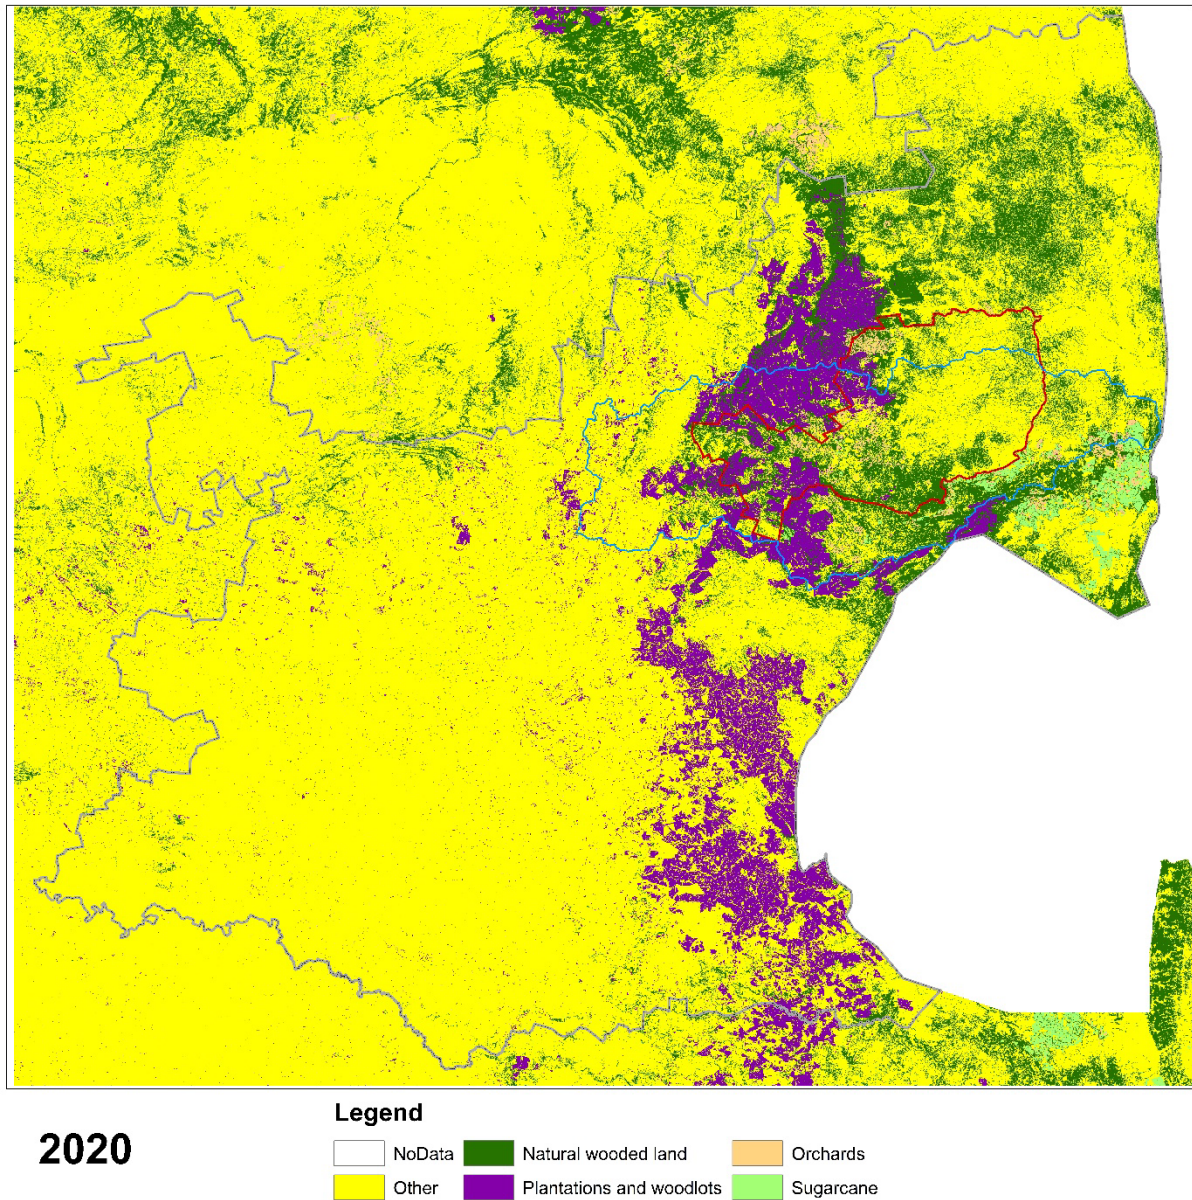 Legend
2020
NoData
Natural wooded land
Orchards
Other
Plantations and woodlots
Sugarcane